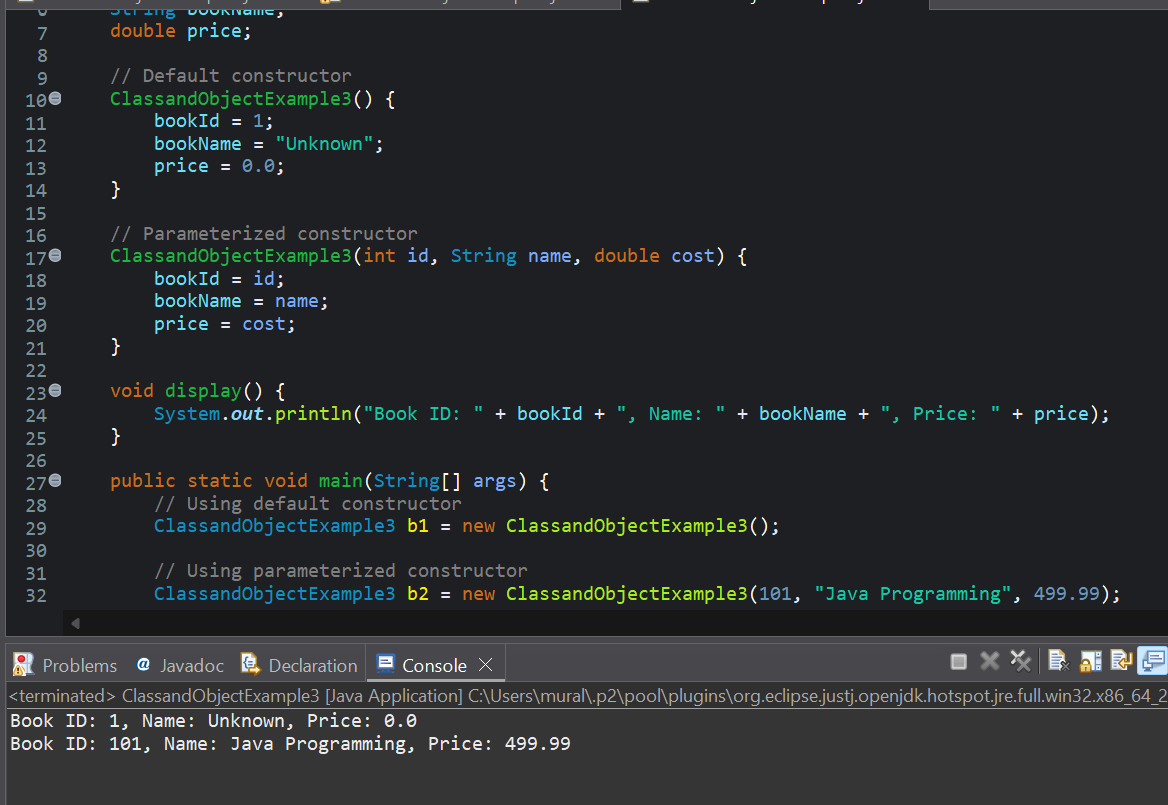 String bookName;
7 double price;
8
9 // Default constructor
10 ClassandObjectExample3() {
11 bookId = 1;
12 bookName = "Unknown";
13 price = 0.0;
14 }
15
16 // Parameterized constructor
17 ClassandObjectExample3(int id, String name, double cost) {
18 bookId = id;
19 bookName = name;
20 price = cost;
21 }
22
23 void display() {
24 System.out.println("Book ID: " + bookId + ", Name: " + bookName + ", Price: " + price);
25 }
26
27 public static void main(String[] args) {
28 // Using default constructor
29 ClassandObjectExample3 b1 = new ClassandObjectExample3();
30
31 // Using parameterized constructor
32 ClassandObjectExample3 b2 = new ClassandObjectExample3(101, "Java Programming", 499.99);
Problems @ Javadoc Declaration Console
<terminated> ClassandObjectExample3 [Java Application] C:\Users\mural\.p2\pool\plugins\org.eclipse.justj.openjdk.hotspot.jre.full.win32.x86_64_2
Book ID: 1, Name: Unknown, Price: 0.0
Book ID: 101, Name: Java Programming, Price: 499.99